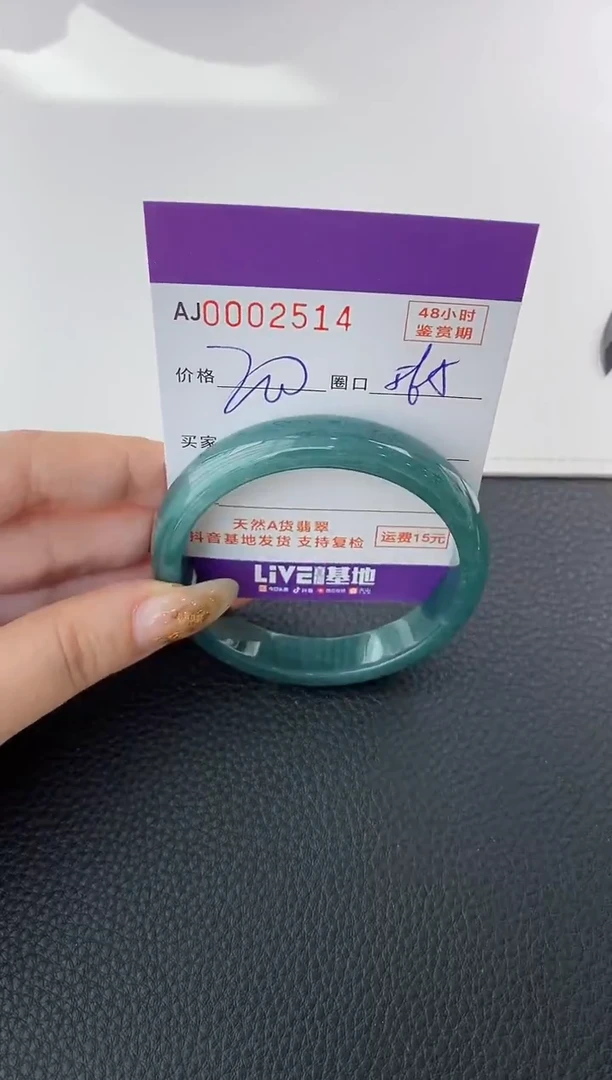 AJ0002514
48小时
鉴赏期
价格 圈口
买家
天然A货翡翠
抖音基地发货 支持复检
运费15元
LiVE 基地